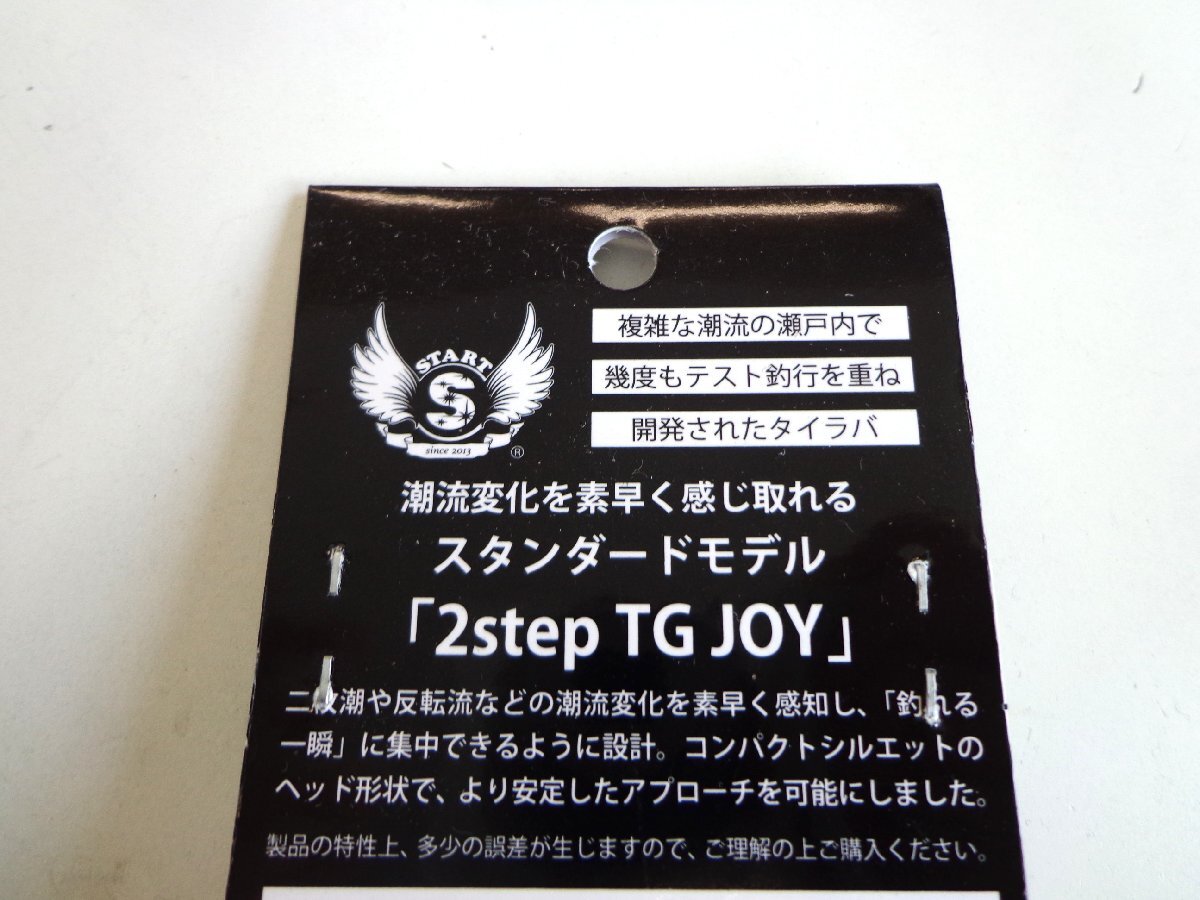 START
S
since 2013
®
複雑な潮流の瀬戸内で
幾度もテスト釣行を重ね
開発されたタイラバ
潮流変化を素早く感じ取れる
スタンダードモデル
「2step TG JOY」
二枚潮や反転流などの潮流変化を素早く感知し、「釣れる
一瞬」に集中できるように設計。コンパクトシルエットの
ヘッド形状で、より安定したアプローチを可能にしました。
製品の特性上、多少の誤差が生じますので、ご理解の上ご購入ください。